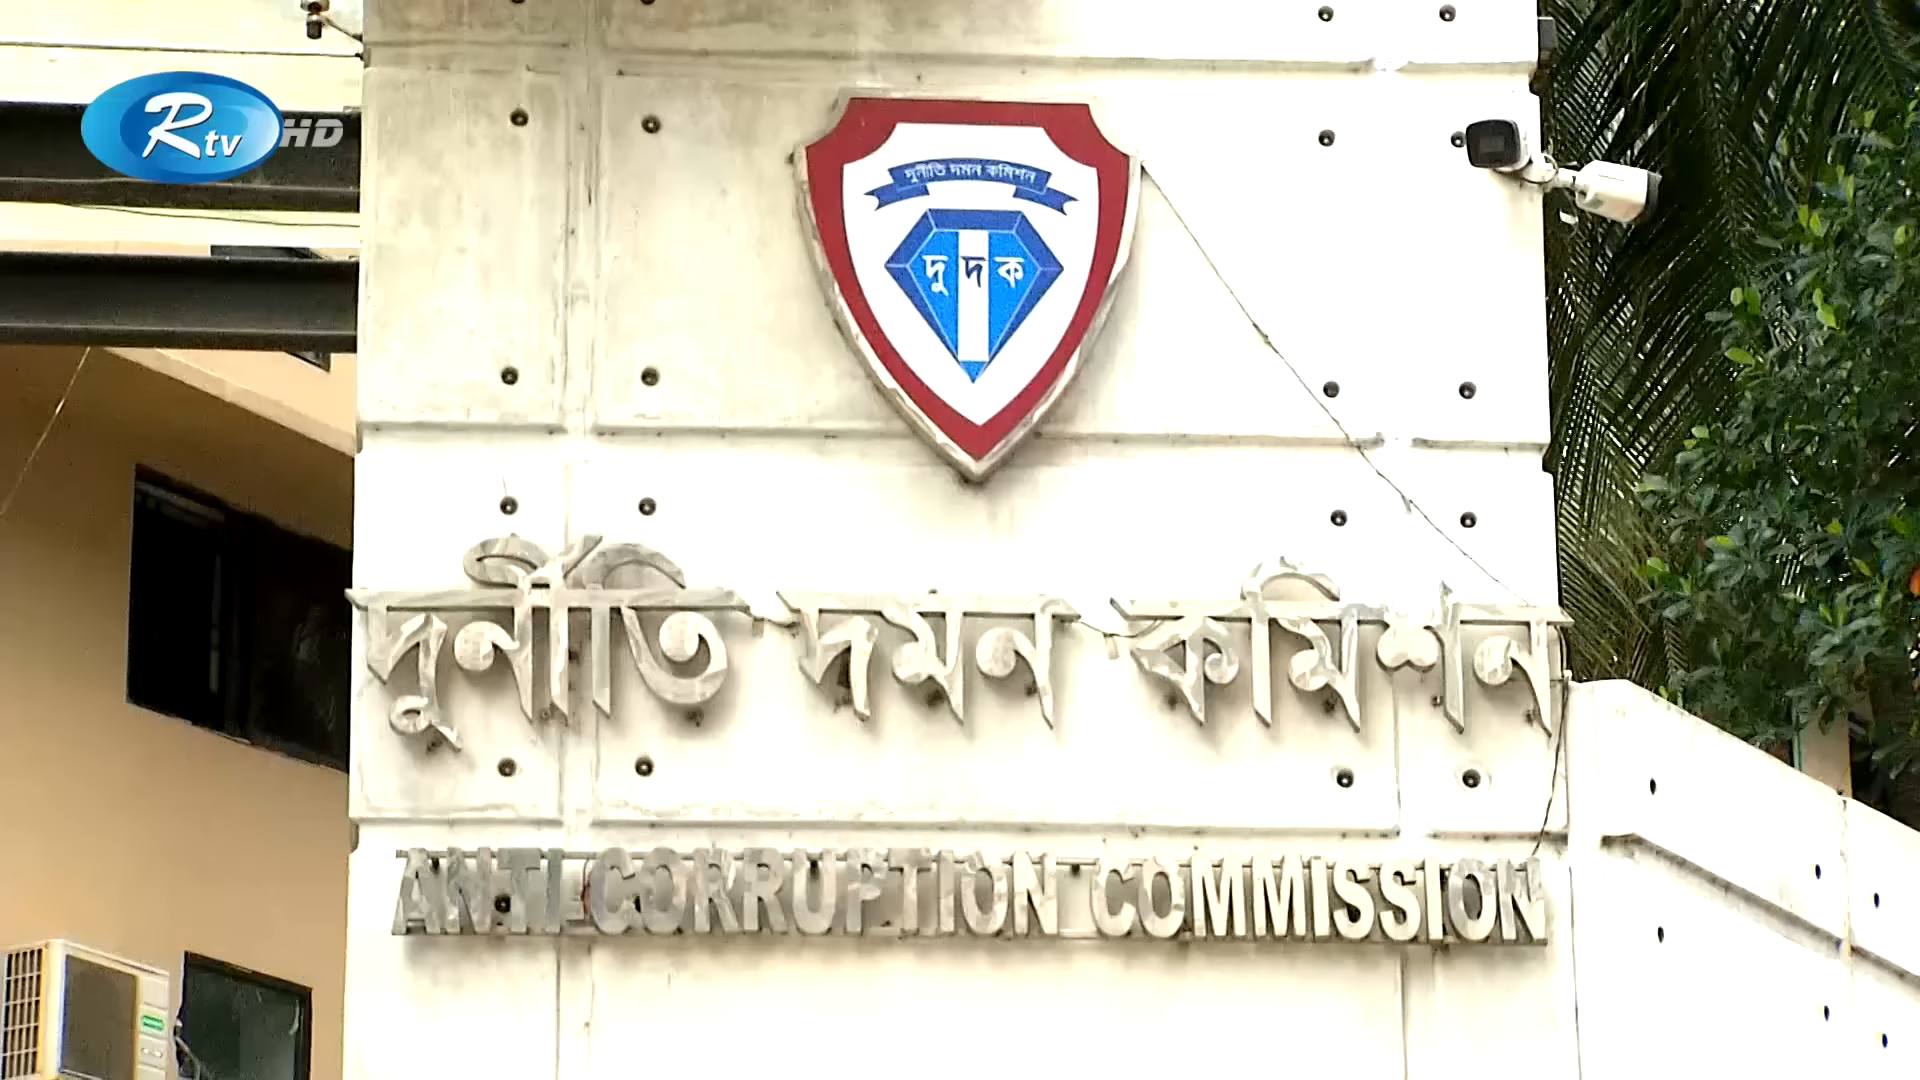 Rtv HD
দুর্নীতি দমন কমিশন
দু দ ক
দুর্নীতি দমন কমিশন
ANTI-CORRUPTION COMMISSION